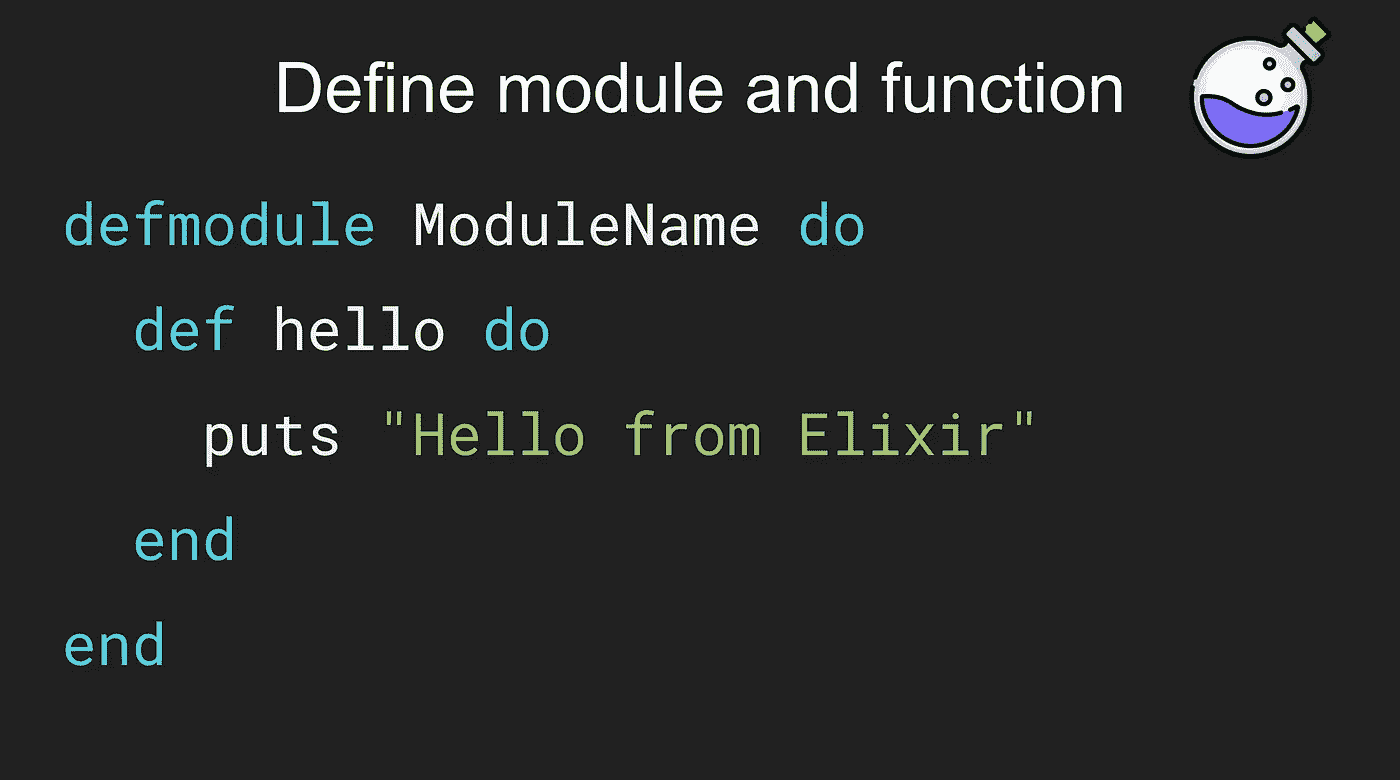 Define module and function
defmodule ModuleName do
def hello do
puts "Hello from Elixir"
end
end